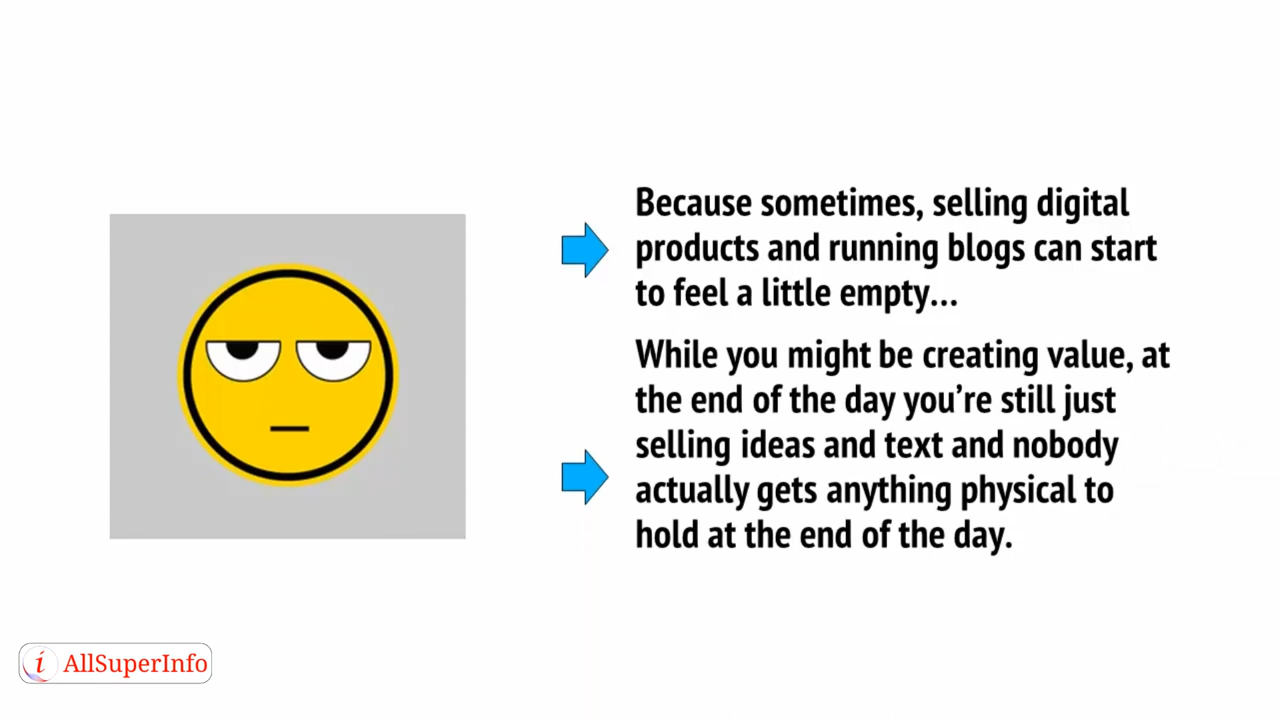 Because sometimes, selling digital
products and running blogs can start
to feel a little empty...
While you might be creating value, at
the end of the day you’re still just
selling ideas and text and nobody
actually gets anything physical to
hold at the end of the day.
i AllSuperInfo